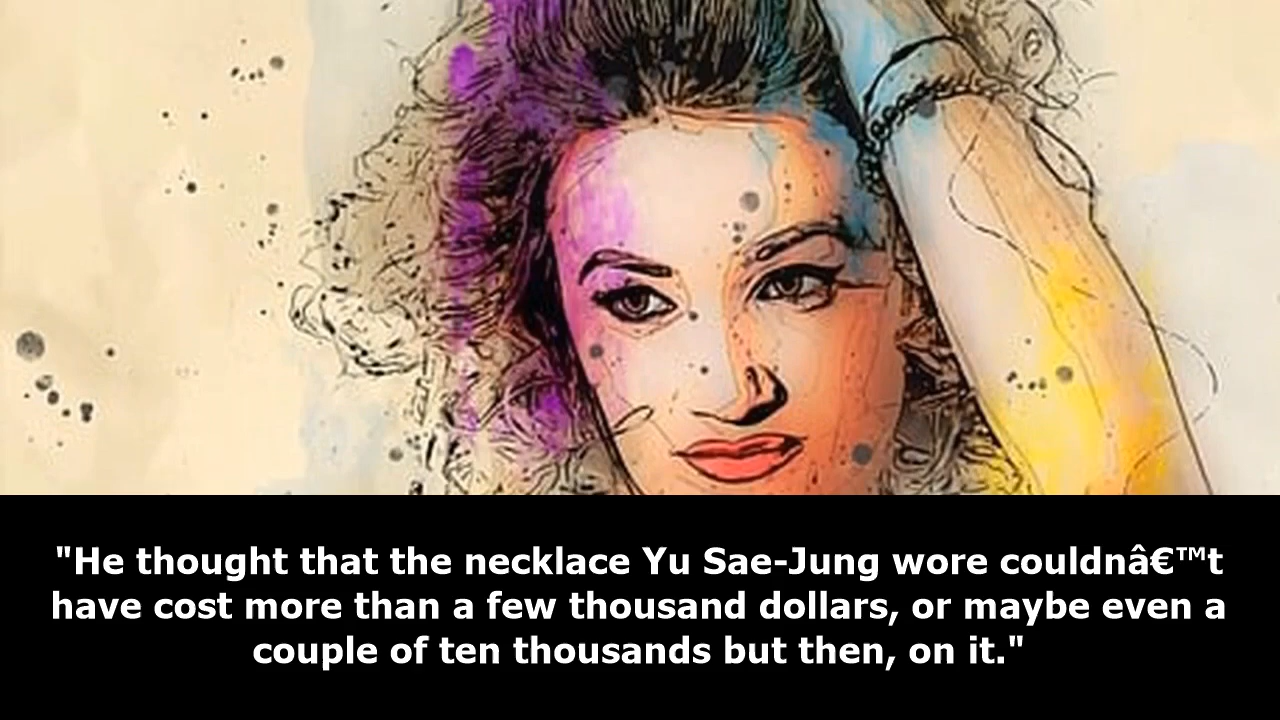 "He thought that the necklace Yu Sae-Jung wore couldnâ€™t
have cost more than a few thousand dollars, or maybe even a
couple of ten thousands but then, on it."